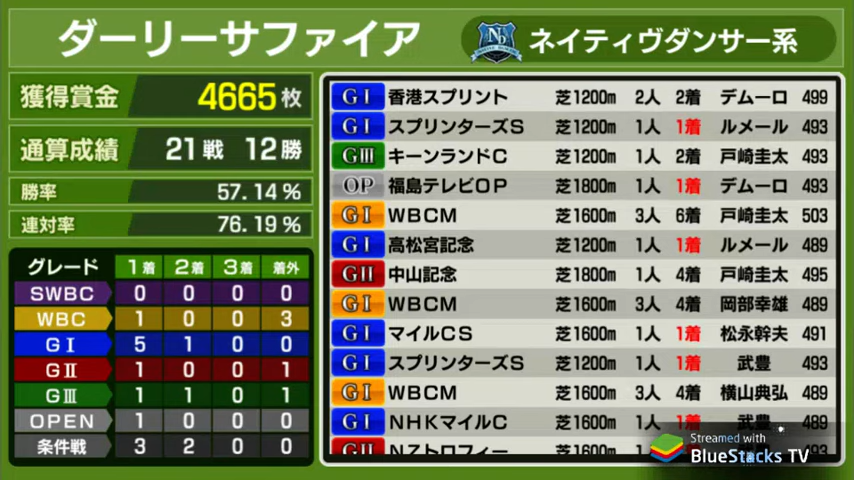 ダーリーサファイア
ND ネイティヴダンサー系
獲得賞金 4665枚
通算成績 21戦 12勝
勝率 57.14%
連対率 76.19%
グレード 1着 2着 3着 着外
SWBC 0 0 0 0
WBC 1 0 0 3
GⅠ 5 1 0 0
GⅡ 1 0 0 1
GⅢ 1 1 0 1
OPEN 1 0 0 0
条件戦 3 2 0 0
GⅠ 香港スプリント 芝1200m 2人 2着 デムーロ 499
GⅠ スプリンターズS 芝1200m 1人 1着 ルメール 493
GⅢ キーンランドC 芝1200m 1人 2着 戸崎圭太 493
OP 福島テレビOP 芝1800m 1人 1着 デムーロ 493
GⅠ WBCM 芝1600m 3人 6着 戸崎圭太 503
GⅠ 高松宮記念 芝1200m 1人 1着 ルメール 489
GⅡ 中山記念 芝1800m 1人 4着 戸崎圭太 495
GⅠ WBCM 芝1600m 3人 4着 岡部幸雄 489
GⅠ マイルCS 芝1600m 1人 1着 松永幹夫 491
GⅠ スプリンターズS 芝1200m 1人 1着 武豊 493
GⅠ WBCM 芝1600m 3人 4着 横山典弘 489
GⅠ NHKマイルC 芝1600m 1人 1着 武豊 489
GⅡ NZトロフィー 芝1600m
Streamed with
BlueStacks TV